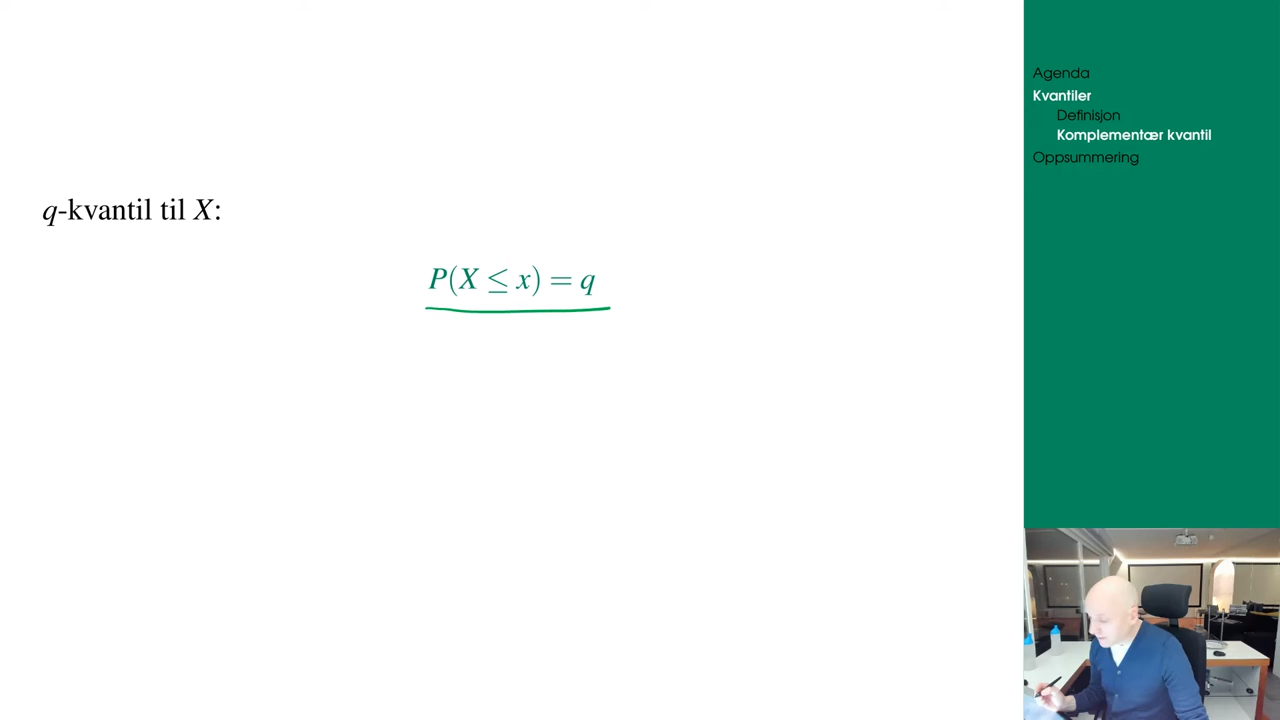 q-kvantil til X:
P(X ≤ x) = q
Agenda
Kvantiler
Definisjon
Komplementær kvantil
Oppsummering